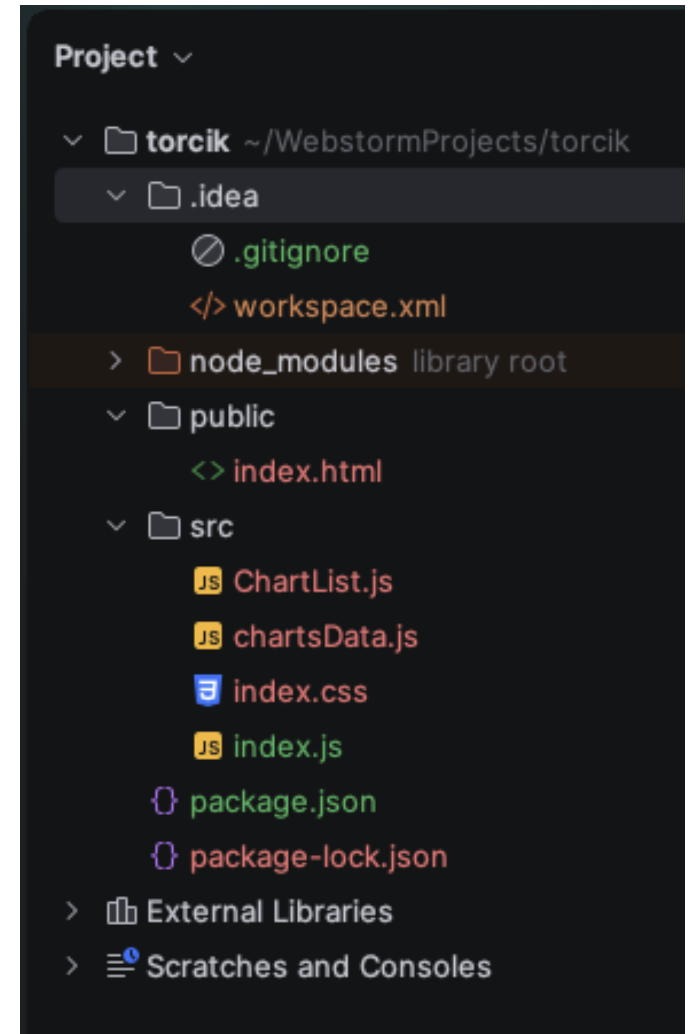 Project
torcik ~/WebstormProjects/torcik
.idea
.gitignore
</> workspace.xml
node_modules library root
public
<> index.html
src
JS ChartList.js
JS chartsData.js
index.css
JS index.js
{} package.json
{} package-lock.json
External Libraries
Scratches and Consoles